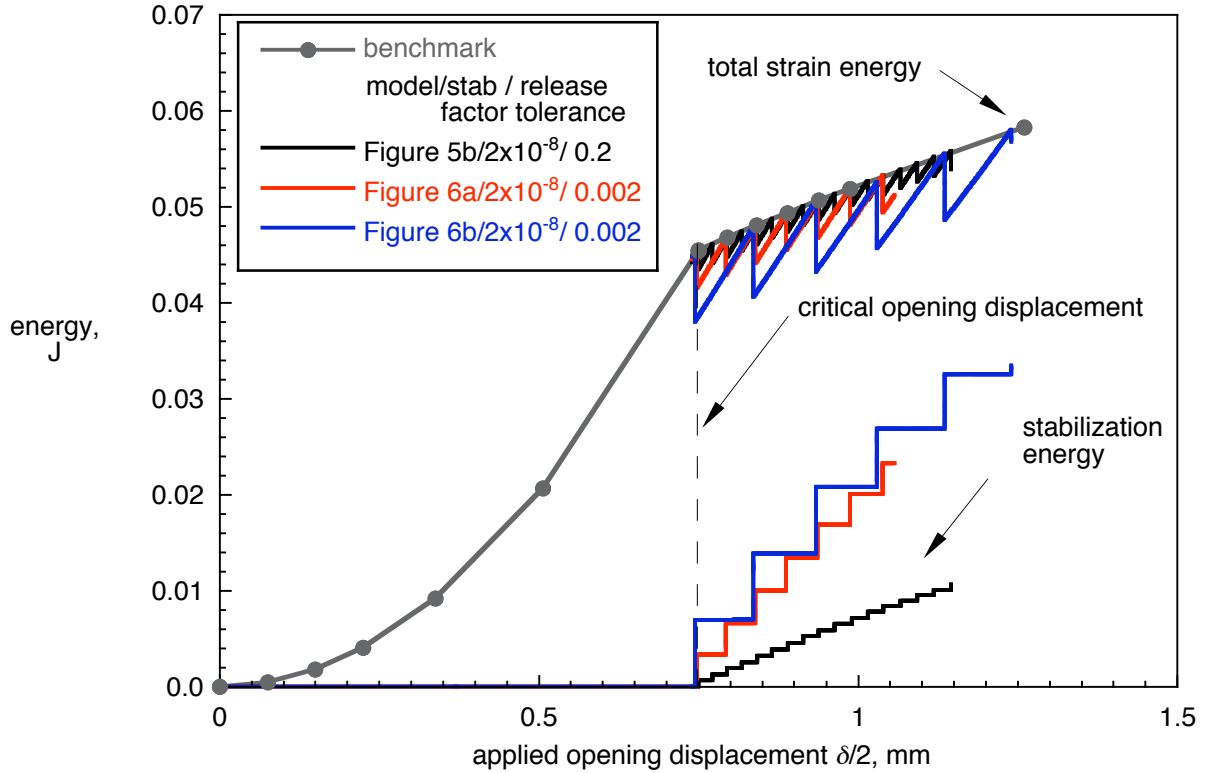 0.07
0.06
0.05
0.04
0.03
0.02
0.01
0.0
energy,
J
benchmark
model/stab / release
factor tolerance
Figure 5b/2x10⁻⁸/ 0.2
Figure 6a/2x10⁻⁸/ 0.002
Figure 6b/2x10⁻⁸/ 0.002
total strain energy
critical opening displacement
stabilization
energy
0 0.5 1 1.5
applied opening displacement δ/2, mm